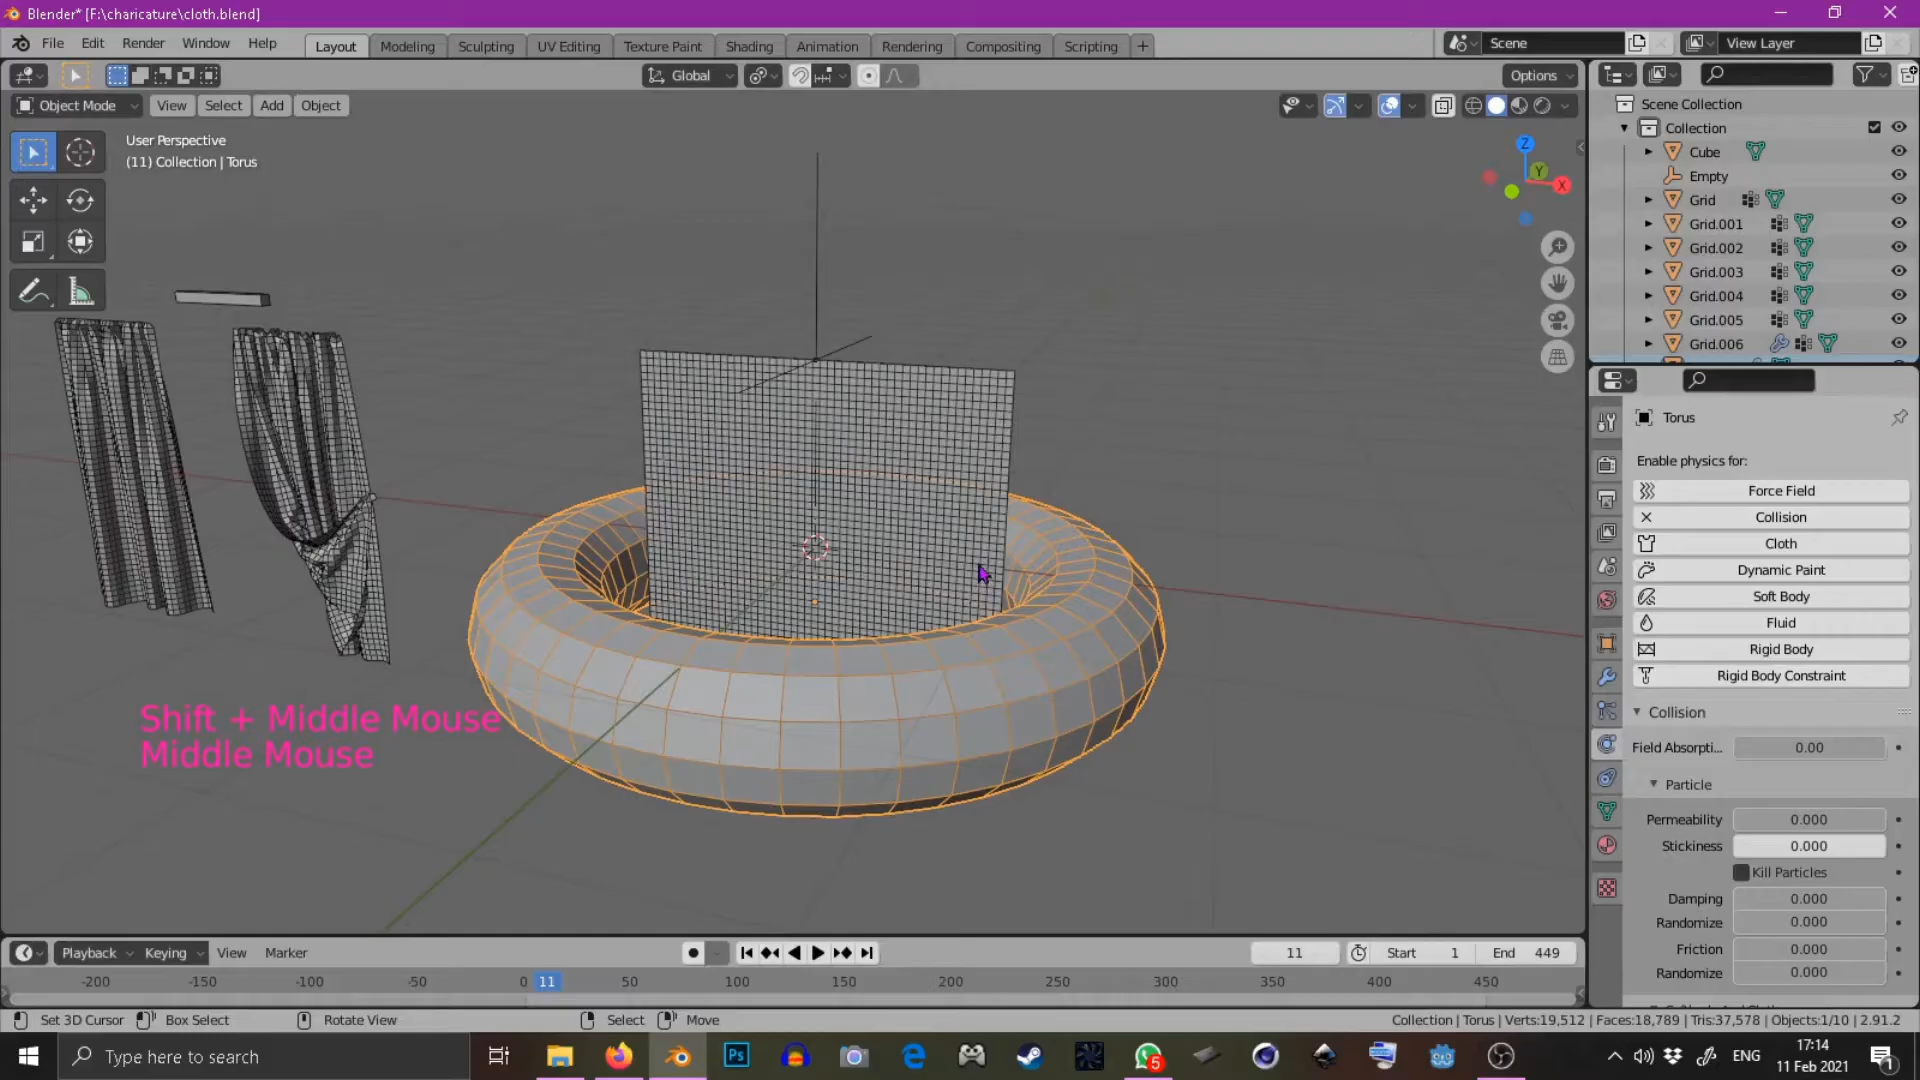 Blender* [F:\charicature\cloth.blend]
File Edit Render Window Help
Layout Modeling Sculpting UV Editing Texture Paint Shading Animation Rendering Compositing Scripting
Scene
View Layer
Global
Options
Object Mode View Select Add Object
User Perspective
(11) Collection | Torus
Z
Y
X
Shift + Middle Mouse
Middle Mouse
Scene Collection
Collection
Cube
Empty
Grid
Grid.001
Grid.002
Grid.003
Grid.004
Grid.005
Grid.006
Torus
Enable physics for:
Force Field
Collision
Cloth
Dynamic Paint
Soft Body
Fluid
Rigid Body
Rigid Body Constraint
Collision
Field Absorpti... 0.00
Particle
Permeability 0.000
Stickiness 0.000
Kill Particles
Damping 0.000
Randomize 0.000
Friction 0.000
Randomize 0.000
Playback Keying View Marker
11
Start 1
End 449
-200 -150 -100 -50 0 11 50 100 150 200 250 300 350 400 450
Set 3D Cursor Box Select Rotate View Select Move
Collection | Torus | Verts:19,512 | Faces:18,789 | Tris:37,578 | Objects:1/10 | 2.91.2
Type here to search
Ps
5
ENG
17:14
11 Feb 2021
1